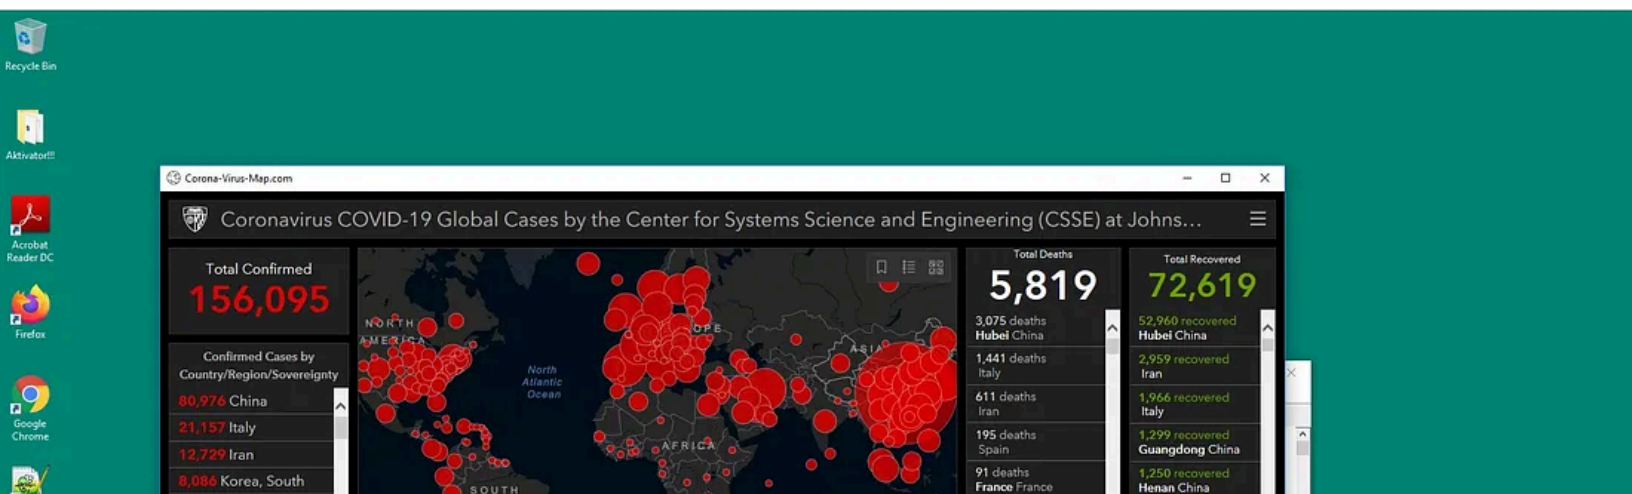 Recycle Bin
Aktivator!!!
Acrobat
Reader DC
Firefox
Google
Chrome
Corona-Virus-Map.com
Coronavirus COVID-19 Global Cases by the Center for Systems Science and Engineering (CSSE) at Johns...
Total Confirmed
156,095
Confirmed Cases by
Country/Region/Sovereignty
80,976 China
21,157 Italy
12,729 Iran
8,086 Korea, South
NORTH
AMERICA
North
Atlantic
Ocean
OPE
ASIA
AFRICA
SOUTH
Total Deaths
5,819
3,075 deaths
Hubei China
1,441 deaths
Italy
611 deaths
Iran
195 deaths
Spain
91 deaths
France France
Total Recovered
72,619
52,960 recovered
Hubei China
2,959 recovered
Iran
1,966 recovered
Italy
1,299 recovered
Guangdong China
1,250 recovered
Henan China